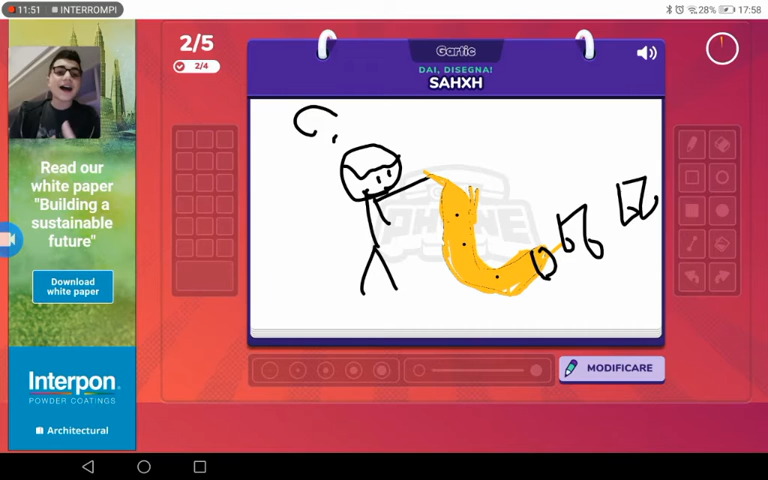 11:51 INTERROMPI
28% 17:58
2/5
2/4
Gartic
DAI, DISEGNA!
SAHXH
PHONE
Read our
white paper
"Building a
sustainable
future"
Download
white paper
Interpon.
POWDER COATINGS
Architectural
MODIFICARE